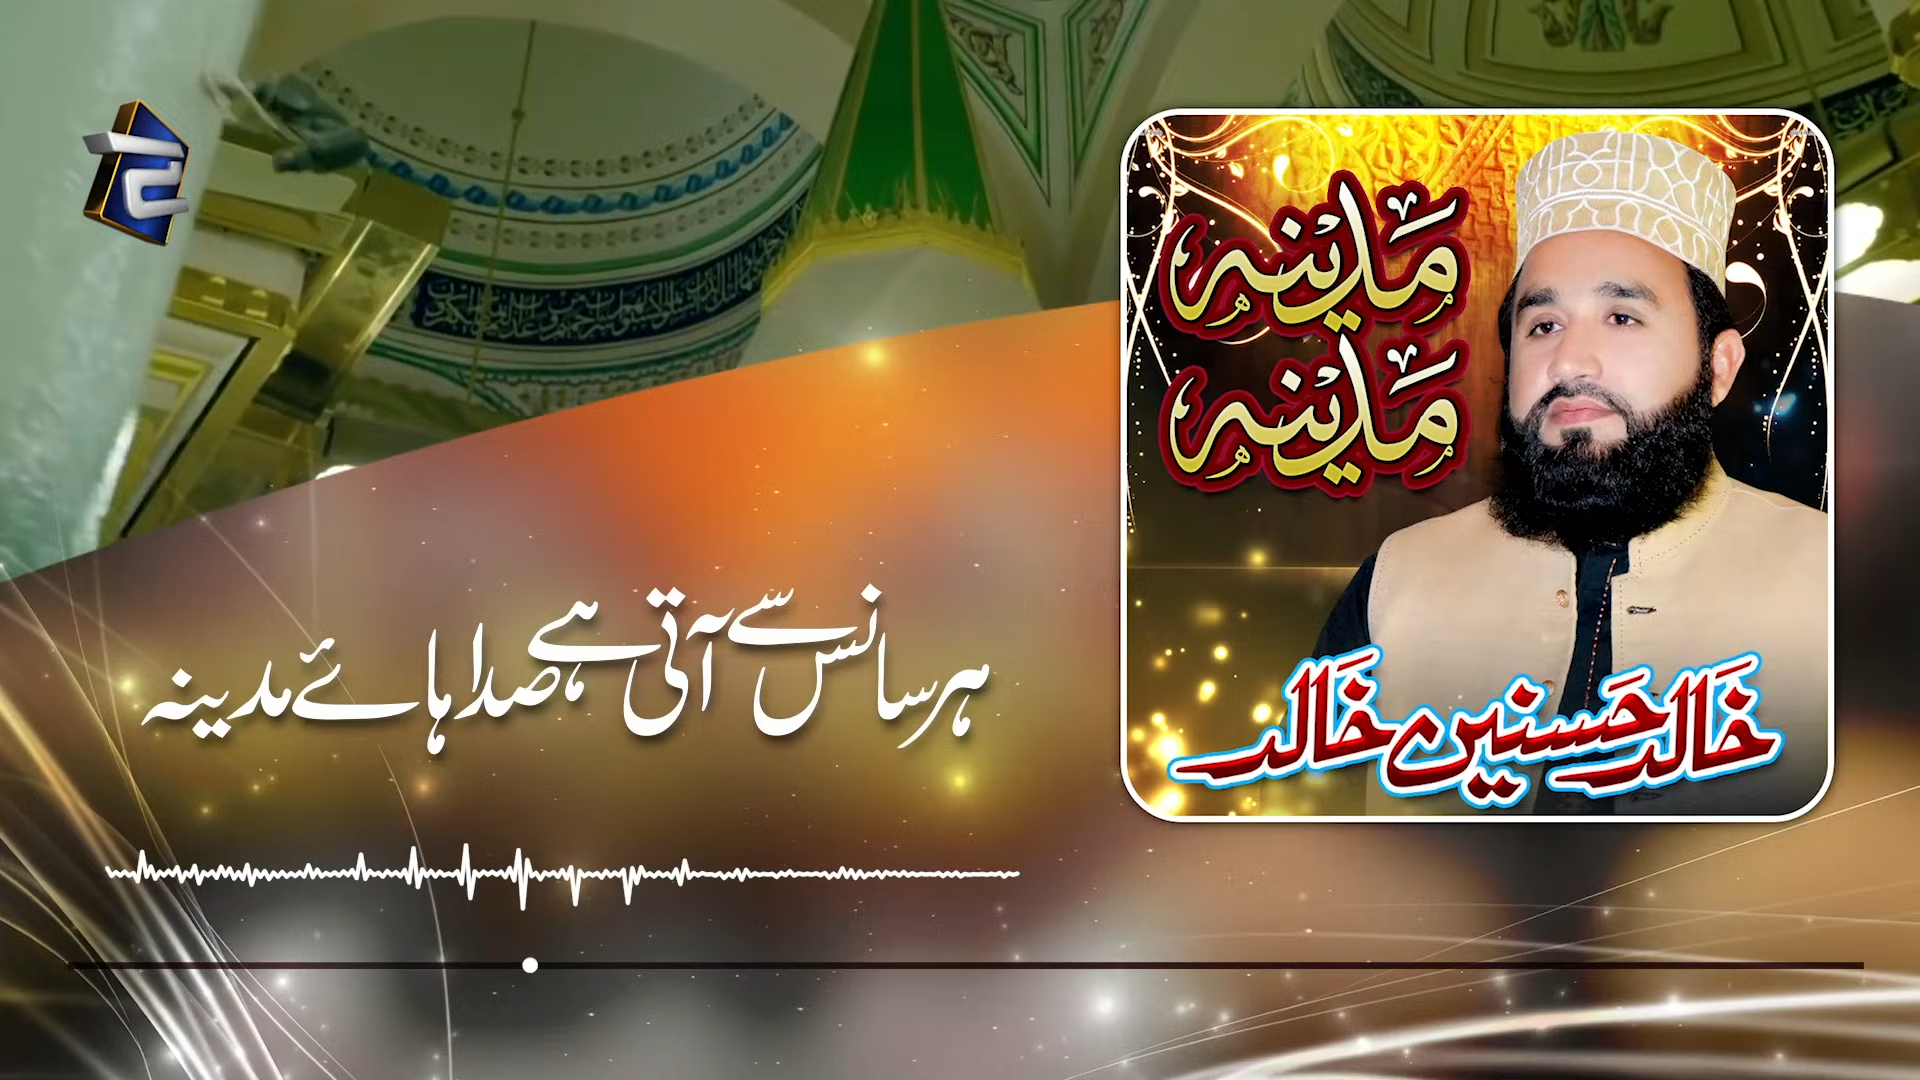 مدینہ
مدینہ
خالد حسنین خالد
ہر سانس سے آتی ہے صدا ہائے مدینہ